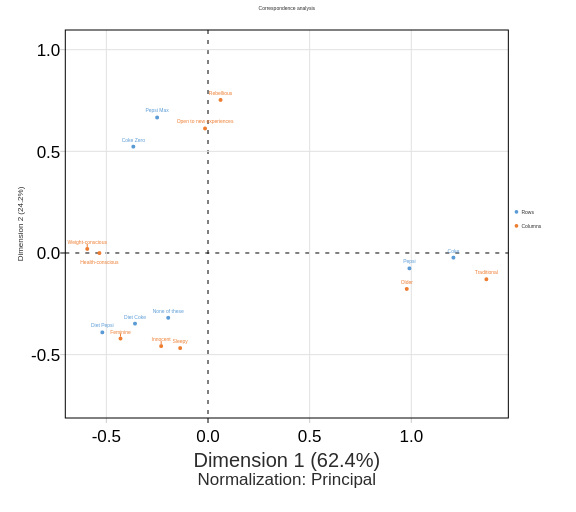 Correspondence analysis
1.0
0.5
0.0
-0.5
Dimension 2 (24.2%)
Rebellious
Pepsi Max
Open to new experiences
Coke Zero
Weight-conscious
Health-conscious
Coke
Pepsi
Traditional
Older
None of these
Diet Coke
Diet Pepsi
Feminine
Innocent
Sleepy
Rows
Columns
-0.5
0.0
0.5
1.0
Dimension 1 (62.4%)
Normalization: Principal